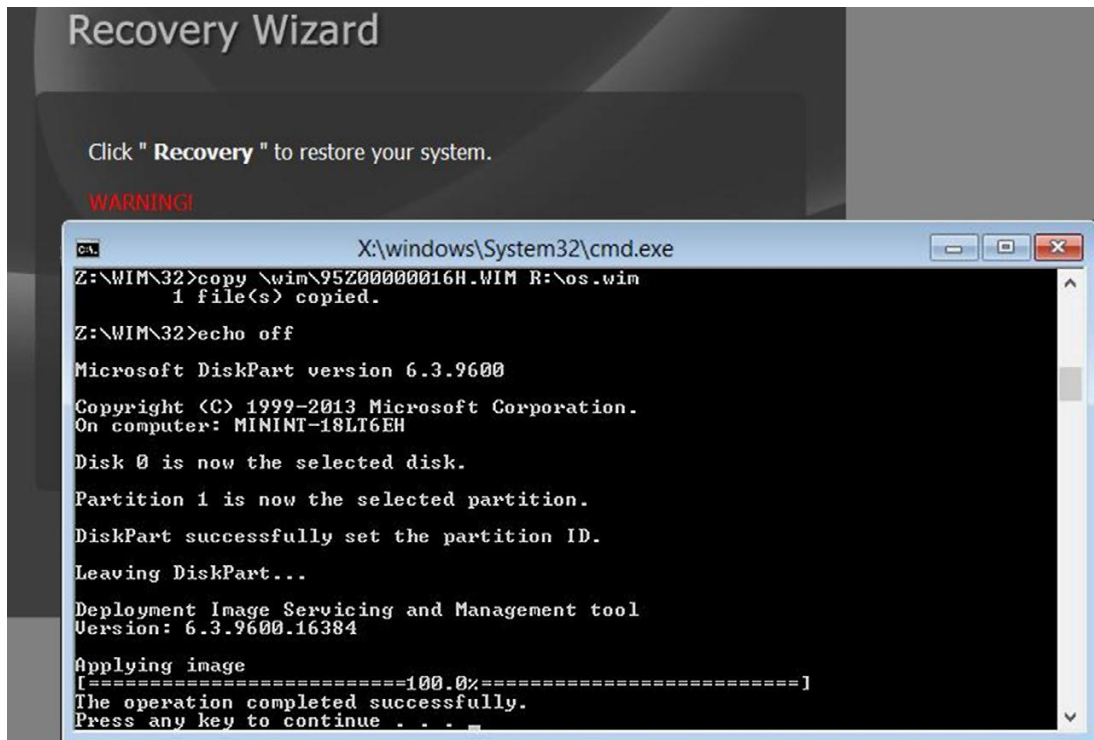 Recovery Wizard
Click " Recovery " to restore your system.
WARNING!
X:\windows\System32\cmd.exe
Z:\WIM\32>copy \wim\95Z00000016H.WIM R:\os.wim
1 file(s) copied.
Z:\WIM\32>echo off
Microsoft DiskPart version 6.3.9600
Copyright (C) 1999-2013 Microsoft Corporation.
On computer: MININT-18LT6EH
Disk 0 is now the selected disk.
Partition 1 is now the selected partition.
DiskPart successfully set the partition ID.
Leaving DiskPart...
Deployment Image Servicing and Management tool
Version: 6.3.9600.16384
Applying image
[==========================100.0%==========================]
The operation completed successfully.
Press any key to continue . . .